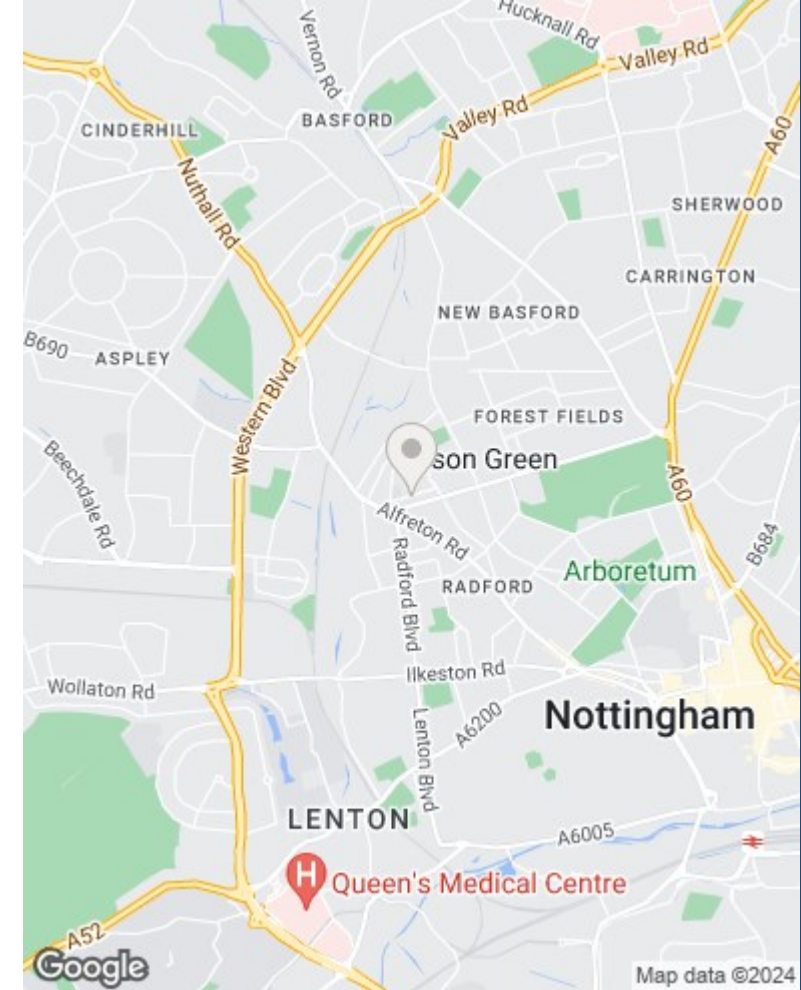 Hucknall Rd
Vernon Rd
Valley Rd
BASFORD
CINDERHILL
Valley Rd
A60
Nuthall Rd
SHERWOOD
CARRINGTON
NEW BASFORD
B690
ASPLEY
Western Blvd
FOREST FIELDS
son Green
Beechdale Rd
A60
Alfreton Rd
B684
Arboretum
Radford Blvd
RADFORD
Ilkeston Rd
Wollaton Rd
Nottingham
A6200
Lenton Blvd
LENTON
A6005
H
Queen's Medical Centre
A52
Google
Map data ©2024